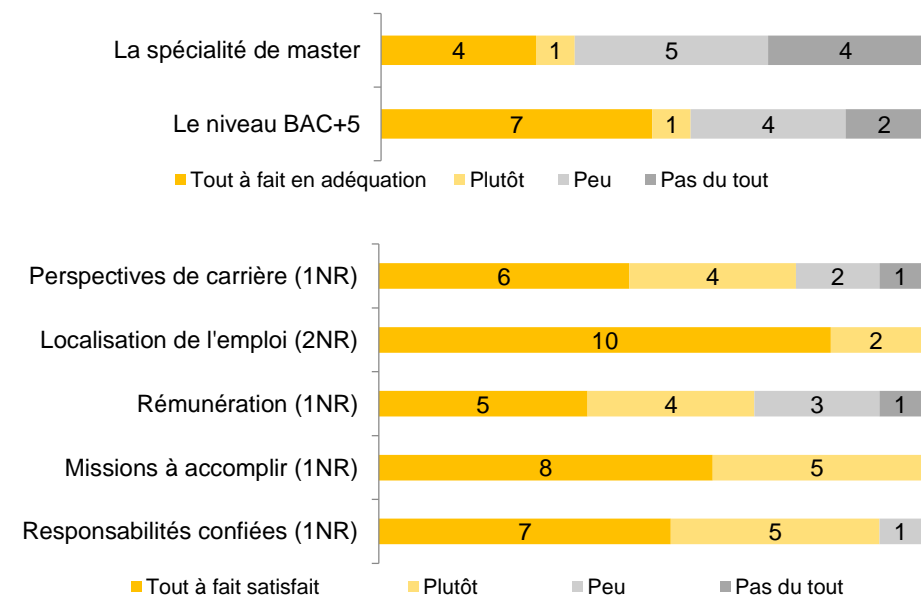 La spécialité de master 4 1 5 4
Le niveau BAC+5 7 1 4 2
Tout à fait en adéquation Plutôt Peu Pas du tout
Perspectives de carrière (1NR) 6 4 2 1
Localisation de l'emploi (2NR) 10 2
Rémunération (1NR) 5 4 3 1
Missions à accomplir (1NR) 8 5
Responsabilités confiées (1NR) 7 5 1
Tout à fait satisfait Plutôt Peu Pas du tout